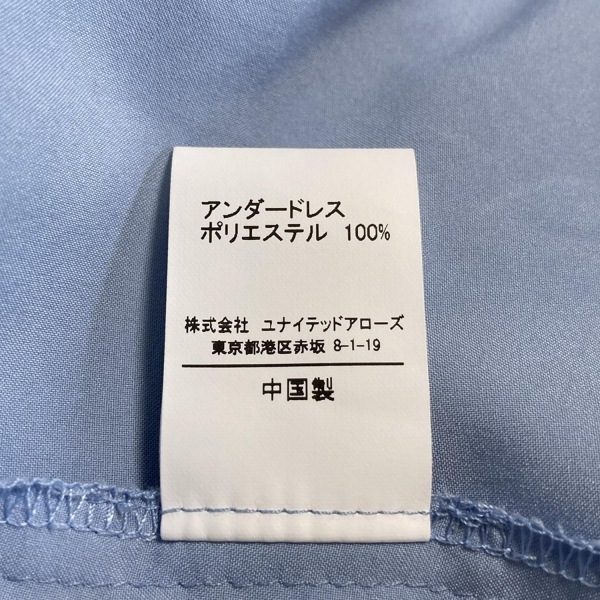 アンダードレス
ポリエステル 100%
株式会社 ユナイテッドアローズ
東京都港区赤坂 8-1-19
中国製